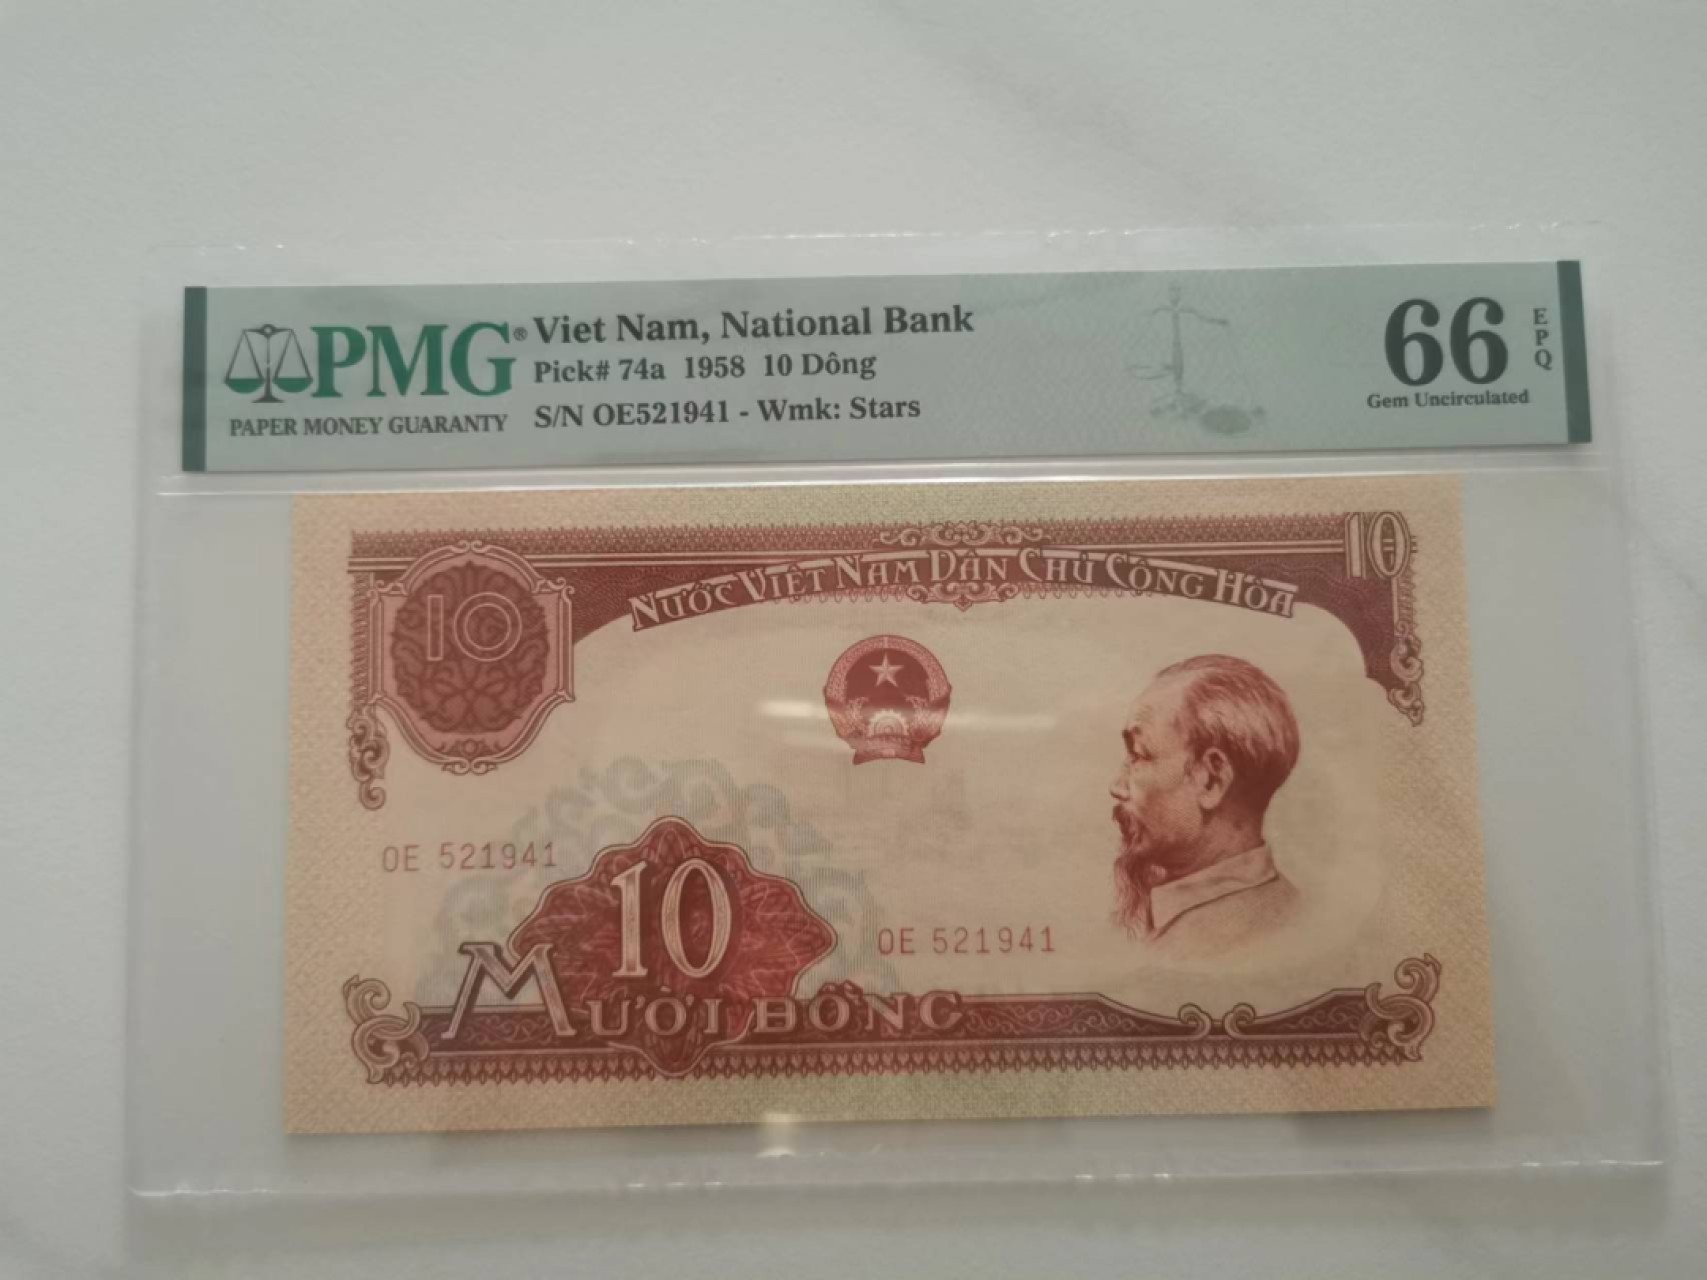 PMG®
PAPER MONEY GUARANTY
Viet Nam, National Bank
Pick# 74a 1958 10 Dông
S/N OE521941 - Wmk: Stars
66
EPQ
Gem Uncirculated
10
NƯỚC VIỆT NAM DÂN CHỦ CỘNG HÒA
10
OE 521941
10
OE 521941
MƯỜI ĐỒNG